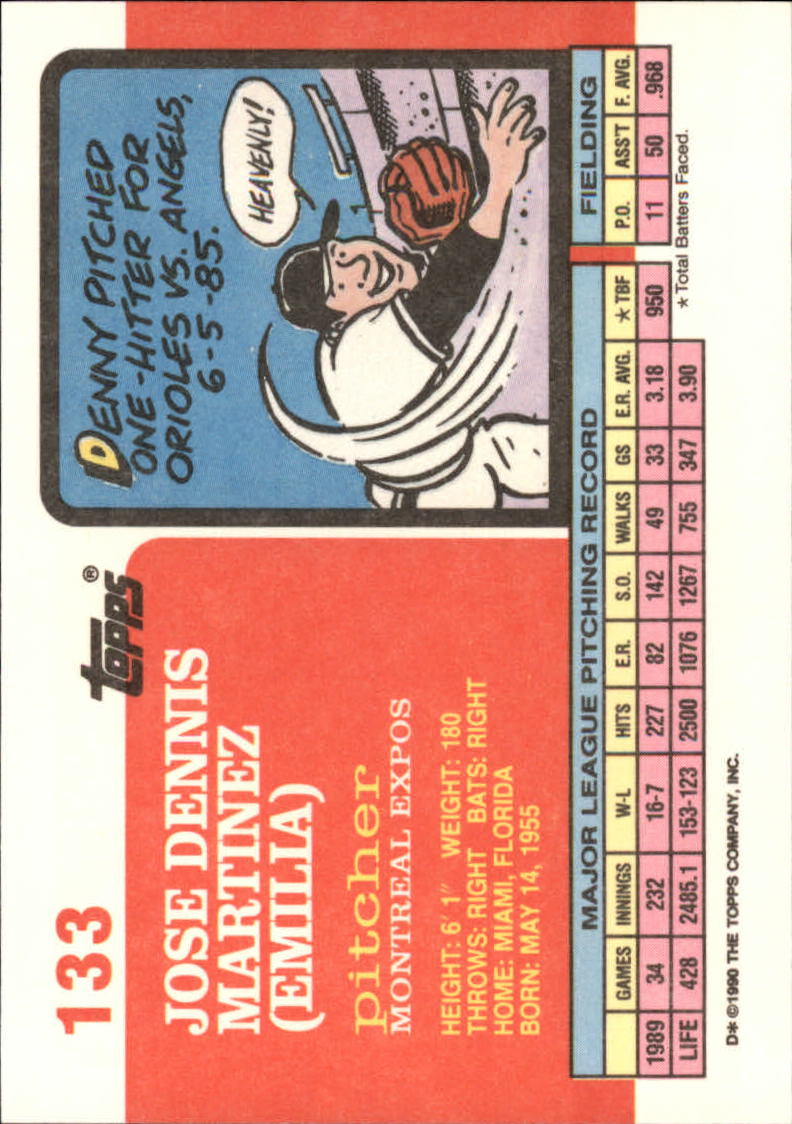 133
topps®
JOSE DENNIS
MARTINEZ
(EMILIA)
pitcher
MONTREAL EXPOS
HEIGHT: 6' 1" WEIGHT: 180
THROWS: RIGHT BATS: RIGHT
HOME: MIAMI, FLORIDA
BORN: MAY 14, 1955
DENNY PITCHED
ONE-HITTER FOR
ORIOLES VS. ANGELS,
6-5-85.
HEAVENLY!
MAJOR LEAGUE PITCHING RECORD
FIELDING
GAMES INNINGS W-L HITS E.R. S.O. WALKS GS E.R. AVG. ★TBF P.O. ASS'T F. AVG.
1989 34 232 16-7 227 82 142 49 33 3.18 950 11 50 .968
LIFE 428 2485.1 153-123 2500 1076 1267 755 347 3.90
★Total Batters Faced.
D* ©1990 THE TOPPS COMPANY, INC.